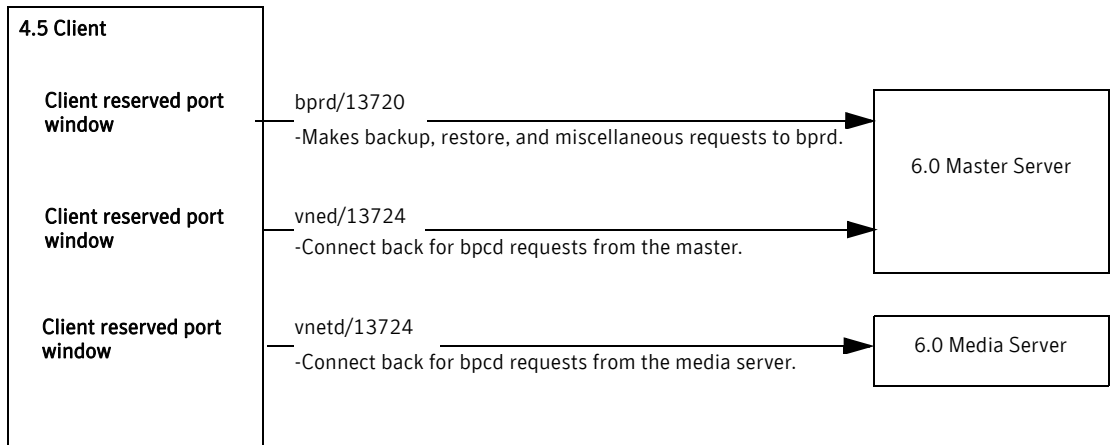 4.5 Client
Client reserved port
window
bprd/13720
-Makes backup, restore, and miscellaneous requests to bprd.
6.0 Master Server
Client reserved port
window
vned/13724
-Connect back for bpcd requests from the master.
Client reserved port
window
vnetd/13724
-Connect back for bpcd requests from the media server.
6.0 Media Server